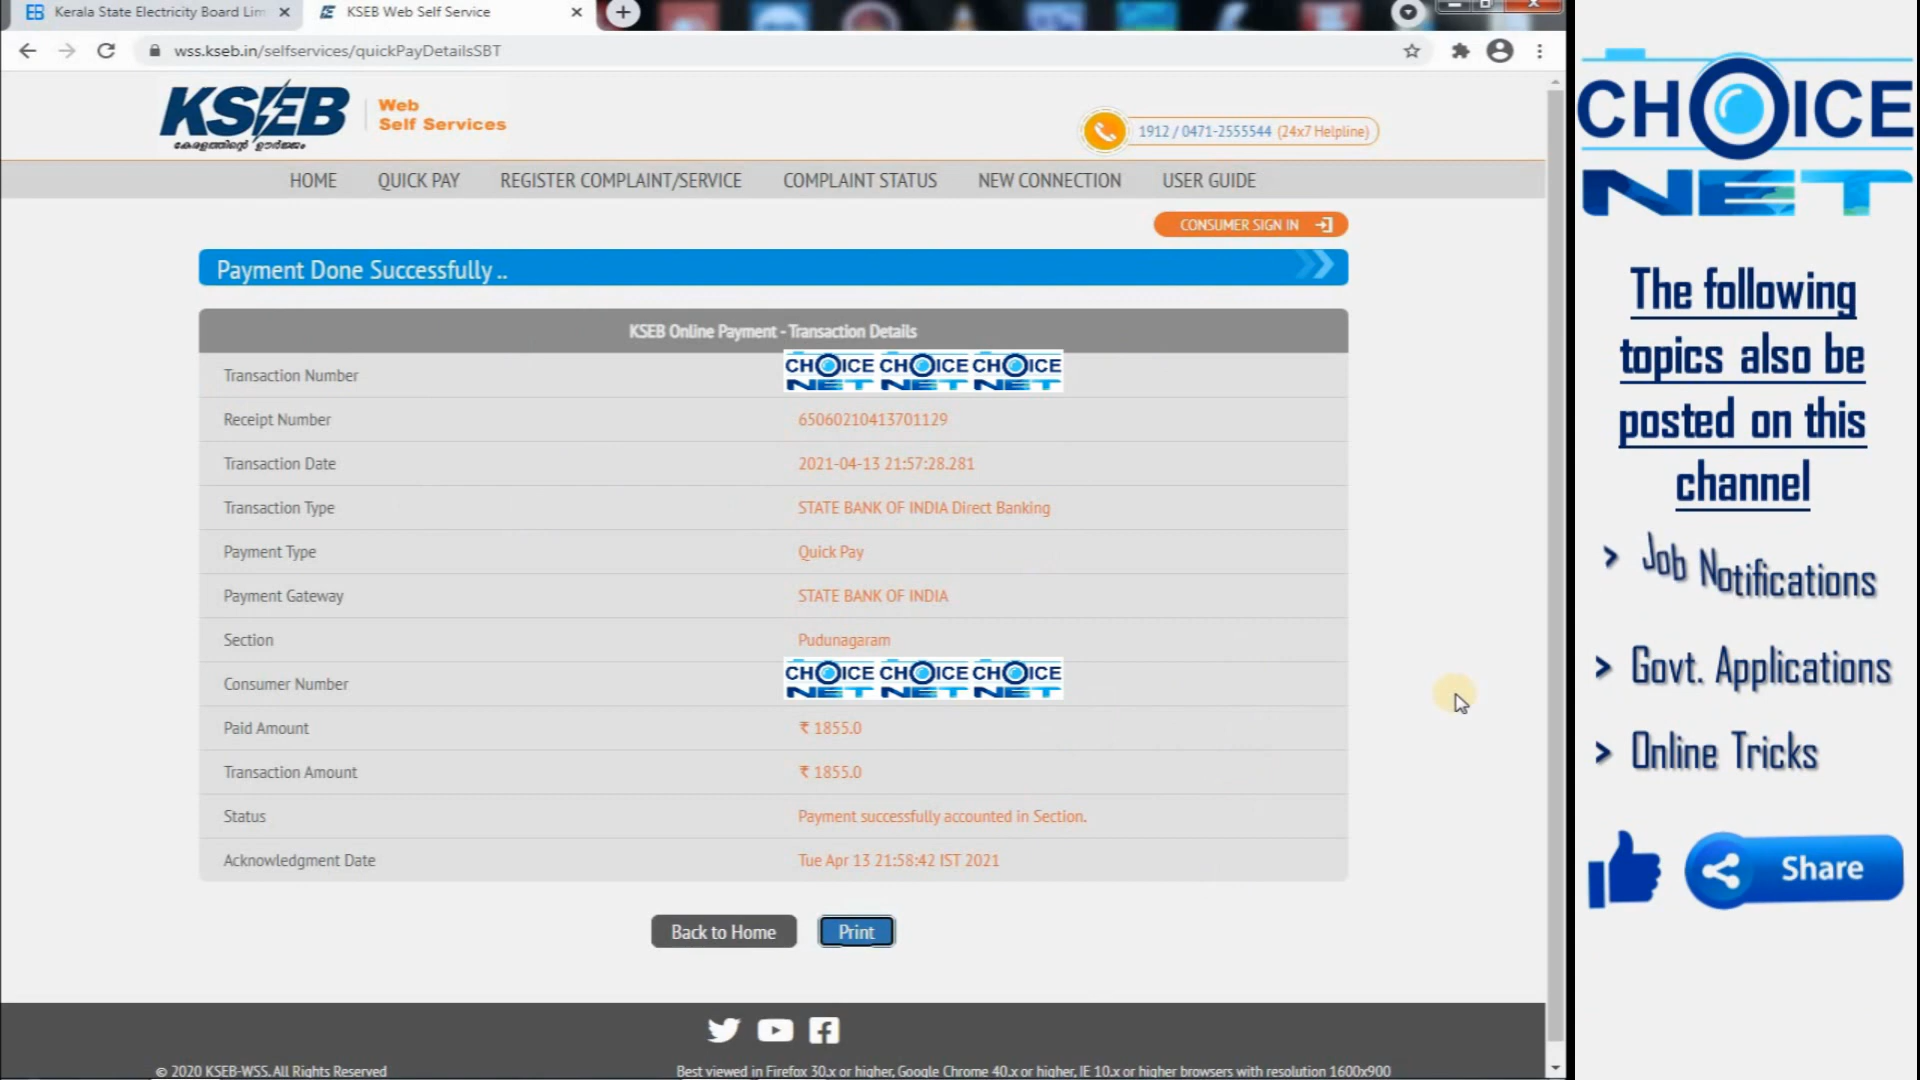 Kerala State Electricity Board Lim
KSEB Web Self Service
wss.kseb.in/selfservices/quickPayDetailsSBT
KSEB
Web
Self Services
കേരളത്തിന്റെ ഊർജ്ജം
1912 / 0471-2555544 (24x7 Helpline)
HOME QUICK PAY REGISTER COMPLAINT/SERVICE COMPLAINT STATUS NEW CONNECTION USER GUIDE
CONSUMER SIGN IN
Payment Done Successfully ..
KSEB Online Payment - Transaction Details
Transaction Number CHOICE NET CHOICE NET CHOICE NET
Receipt Number 65060210413701129
Transaction Date 2021-04-13 21:57:28.281
Transaction Type STATE BANK OF INDIA Direct Banking
Payment Type Quick Pay
Payment Gateway STATE BANK OF INDIA
Section Pudunagaram
Consumer Number CHOICE NET CHOICE NET CHOICE NET
Paid Amount ₹ 1855.0
Transaction Amount ₹ 1855.0
Status Payment successfully accounted in Section.
Acknowledgment Date Tue Apr 13 21:58:42 IST 2021
Back to Home Print
© 2020 KSEB-WSS. All Rights Reserved
Best viewed in Firefox 30.x or higher, Google Chrome 40.x or higher, IE 10.x or higher browsers with resolution 1600x900
CHOICE
NET
The following
topics also be
posted on this
channel
> Job Notifications
> Govt. Applications
> Online Tricks
Share